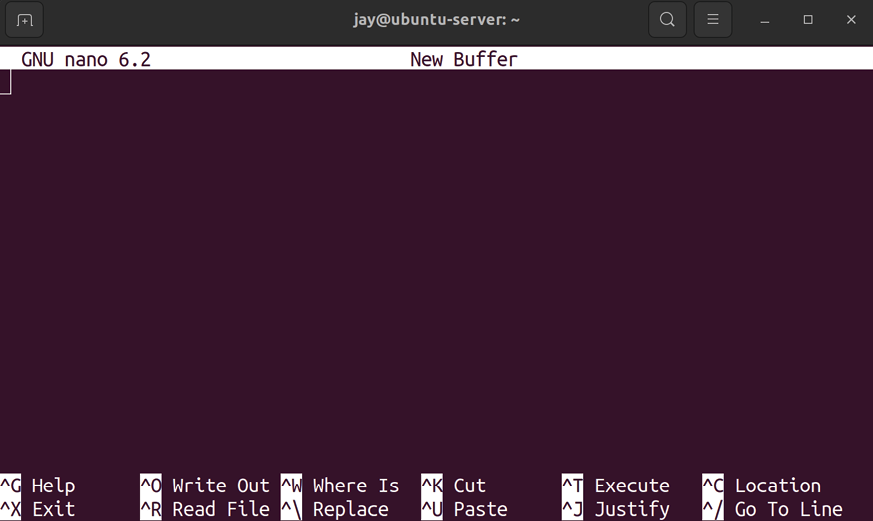 jay@ubuntu-server: ~
GNU nano 6.2 New Buffer
^G Help ^O Write Out ^W Where Is ^K Cut ^T Execute ^C Location
^X Exit ^R Read File ^\ Replace ^U Paste ^J Justify ^/ Go To Line